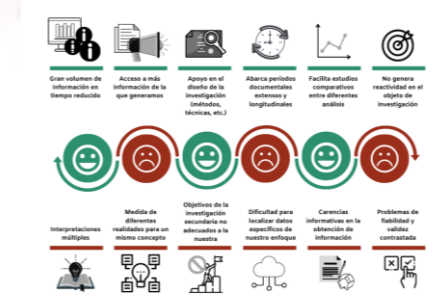 Gran volumen de
información en
tiempo reducido
Acceso a más
información de la
que generamos
Apoyo en el
diseño de la
investigación
(métodos,
técnicas, etc.)
Abarca periodos
documentales
extensos y
longitudinales
Facilita estudios
comparativos
entre diferentes
análisis
No genera
reactividad en el
objeto de
investigación
Interpretaciones
múltiples
Medida de
diferentes
realidades para un
mismo concepto
Objetivos de la
investigación
secundaria no
adecuados a la
nuestra
Dificultad para
localizar datos
específicos de
nuestro enfoque
Carencias
informativas en la
obtención de
información
Problemas de
fiabilidad y
validez
contrastada